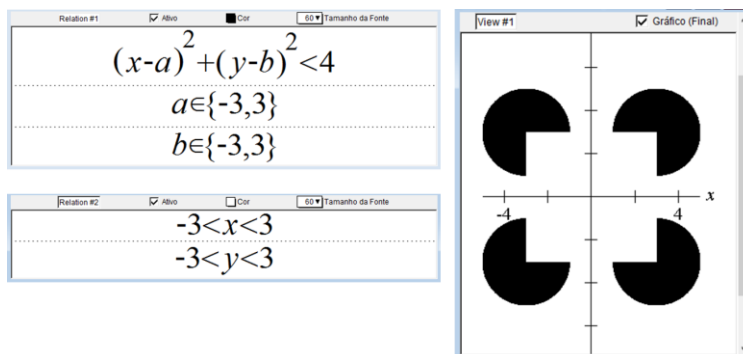 Relation #1 Ativo Cor 60 Tamanho da Fonte
(x-a)²+(y-b)²<4
a∈{-3,3}
b∈{-3,3}
Relation #2 Ativo Cor 60 Tamanho da Fonte
-3<x<3
-3<y<3
View #1 Gráfico (Final)
-4 4 x